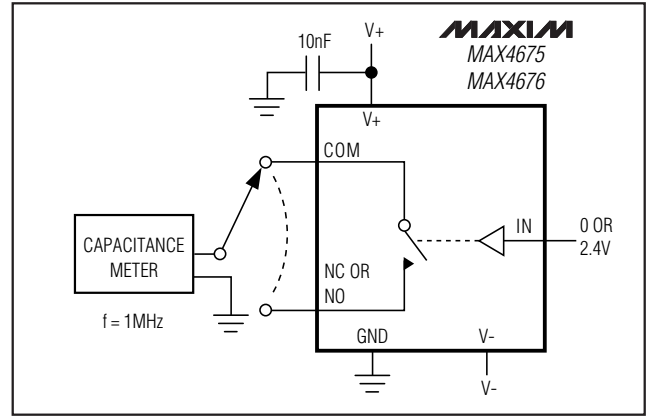 10nF
V+
MAXIM
MAX4675
MAX4676
V+
COM
CAPACITANCE
METER
f = 1MHz
NC OR
NO
IN
0 OR
2.4V
GND
V-
V-